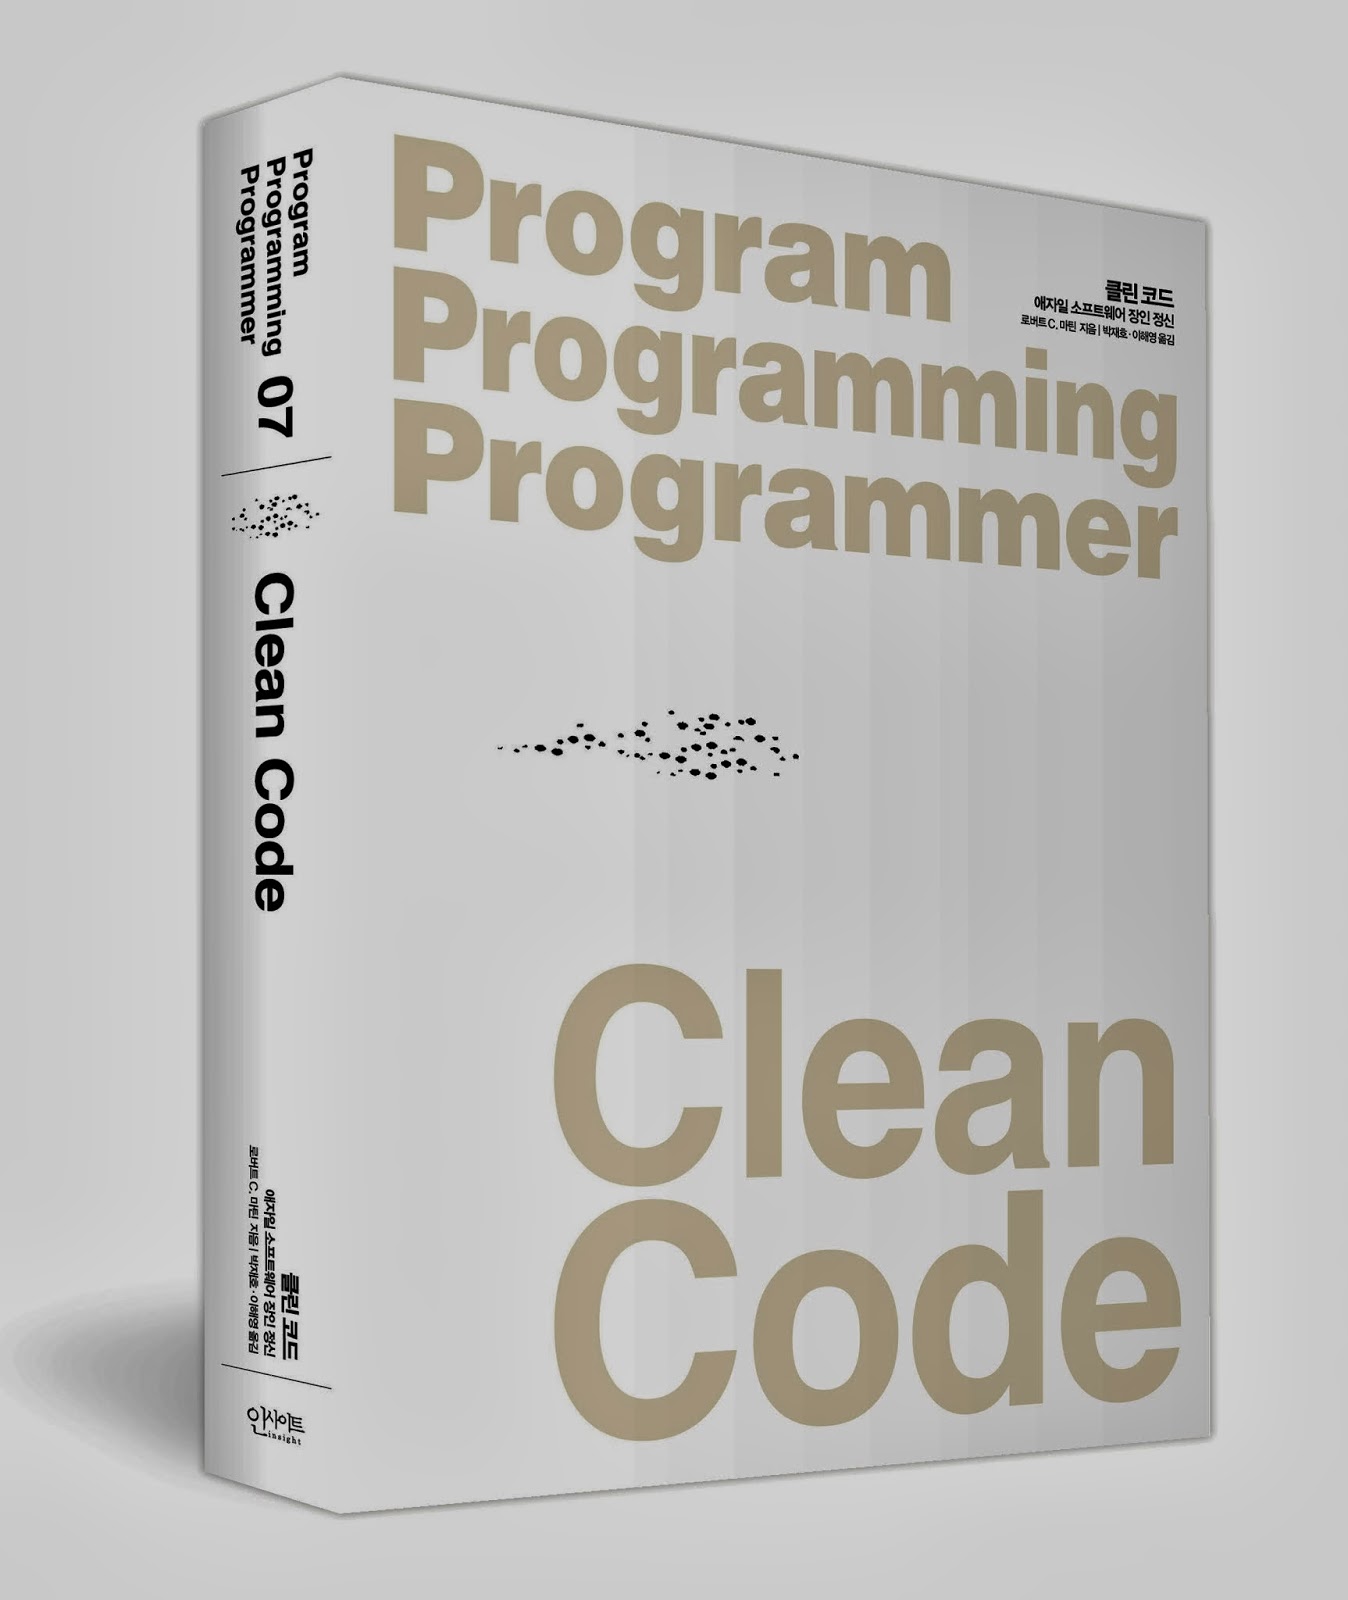 Program
Programming
Programmer
07
Clean Code
클린 코드
애자일 소프트웨어 장인 정신
로버트 C. 마틴 지음 | 박재호·이해영 옮김
인사이트
insight
Program
Programming
Programmer
클린 코드
애자일 소프트웨어 장인 정신
로버트 C. 마틴 지음 | 박재호·이해영 옮김
Clean
Code